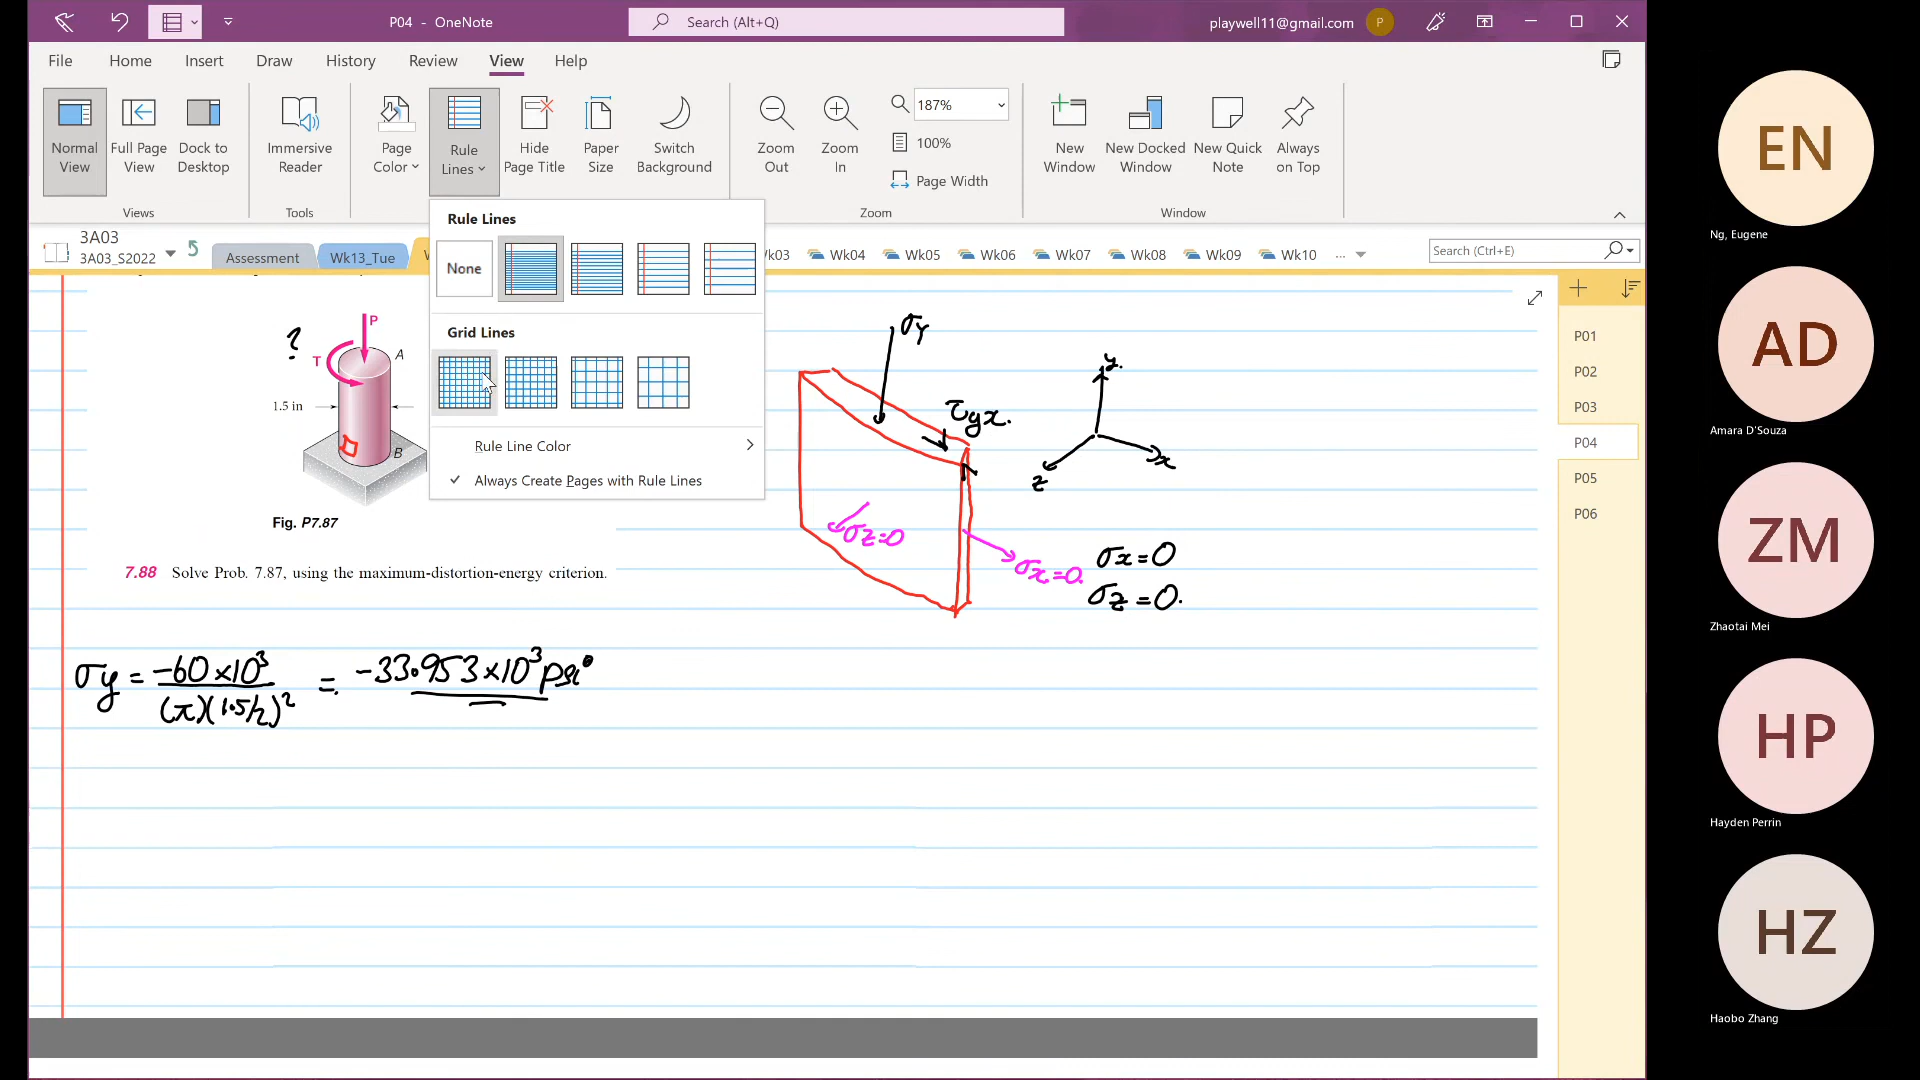 P04 - OneNote
Search (Alt+Q)
playwell11@gmail.com
P
File
Home
Insert
Draw
History
Review
View
Help
Normal View
Full Page View
Dock to Desktop
Immersive Reader
Page Color
Rule Lines
Hide Page Title
Paper Size
Switch Background
Zoom Out
Zoom In
187%
100%
Page Width
New Window
New Docked Window
New Quick Note
Always on Top
Views
Tools
Zoom
Window
3A03
3A03_S2022
Assessment
Wk13_Tue
Wk04
Wk05
Wk06
Wk07
Wk08
Wk09
Wk10
...
Search (Ctrl+E)
Rule Lines
None
Grid Lines
Rule Line Color
Always Create Pages with Rule Lines
P01
P02
P03
P04
P05
P06
?
P
T
A
1.5 in
B
Fig. P7.87
7.88 Solve Prob. 7.87, using the maximum-distortion-energy criterion.
σy
τyx.
y.
x
z
σz=0
σx=0.
σx=0
σz=0.
σy = -60×10³ / (π)(1.5/2)² = -33.953×10³ psi
EN
Ng, Eugene
AD
Amara D'Souza
ZM
Zhaotai Mei
HP
Hayden Perrin
HZ
Haobo Zhang